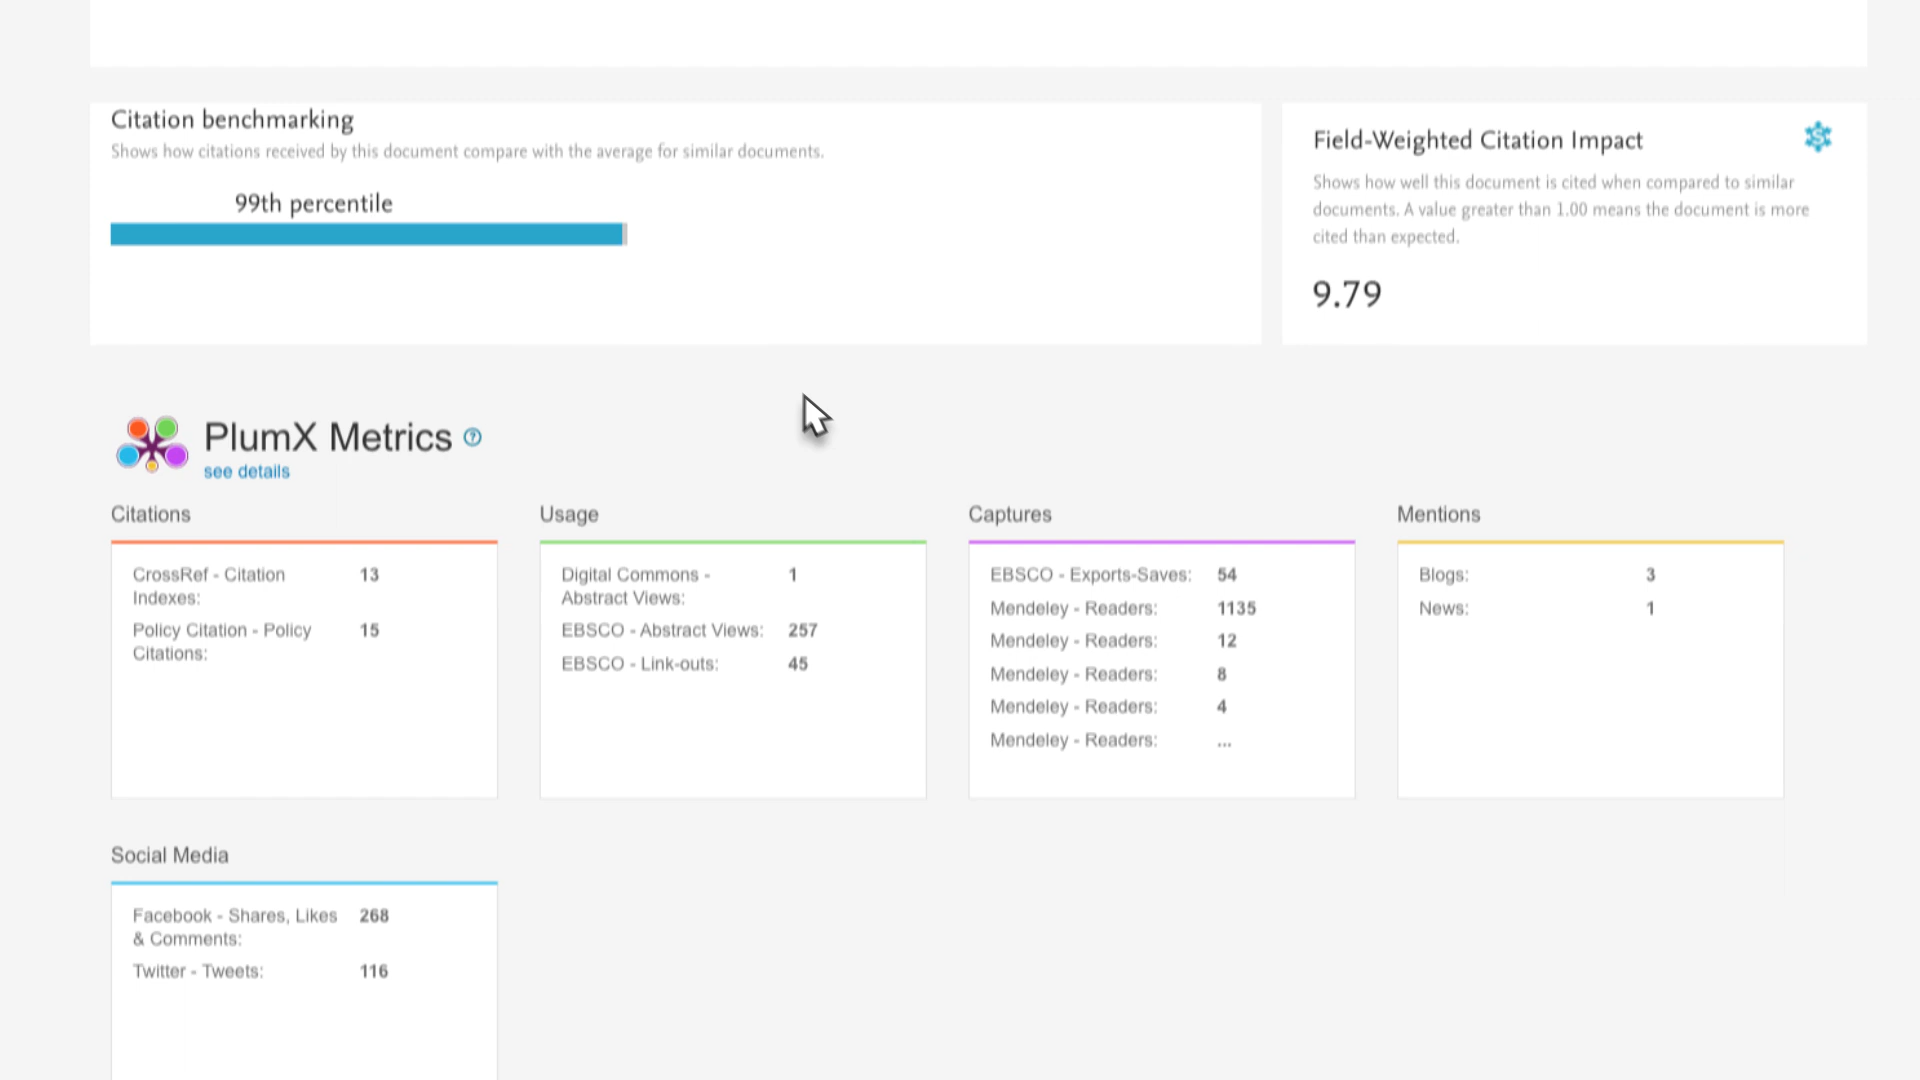 Citation benchmarking
Shows how citations received by this document compare with the average for similar documents.
99th percentile
Field-Weighted Citation Impact
Shows how well this document is cited when compared to similar
documents. A value greater than 1.00 means the document is more
cited than expected.
9.79
PlumX Metrics
see details
Citations
CrossRef - Citation 13
Indexes:
Policy Citation - Policy 15
Citations:
Usage
Digital Commons - 1
Abstract Views:
EBSCO - Abstract Views: 257
EBSCO - Link-outs: 45
Captures
EBSCO - Exports-Saves: 54
Mendeley - Readers: 1135
Mendeley - Readers: 12
Mendeley - Readers: 8
Mendeley - Readers: 4
Mendeley - Readers: ...
Mentions
Blogs: 3
News: 1
Social Media
Facebook - Shares, Likes 268
& Comments:
Twitter - Tweets: 116